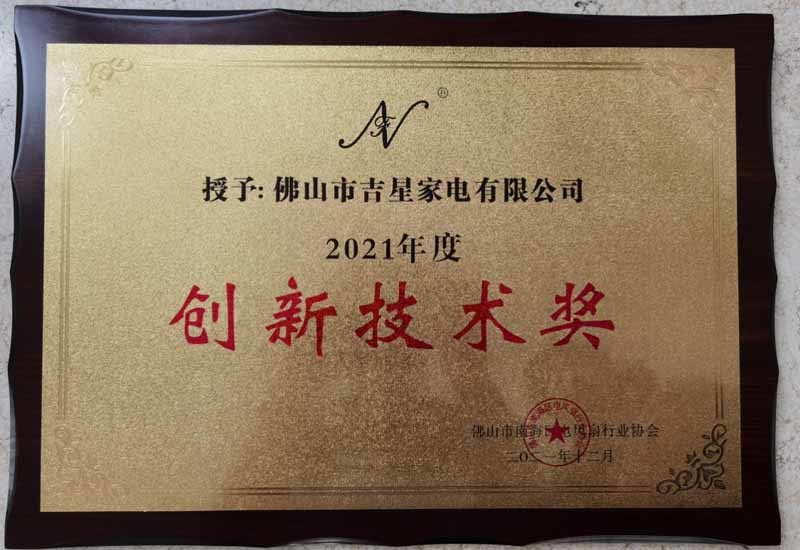 授予:佛山市吉星家电有限公司
2021年度
创新技术奖
佛山市南海区电风扇行业协会
二〇二一年十二月